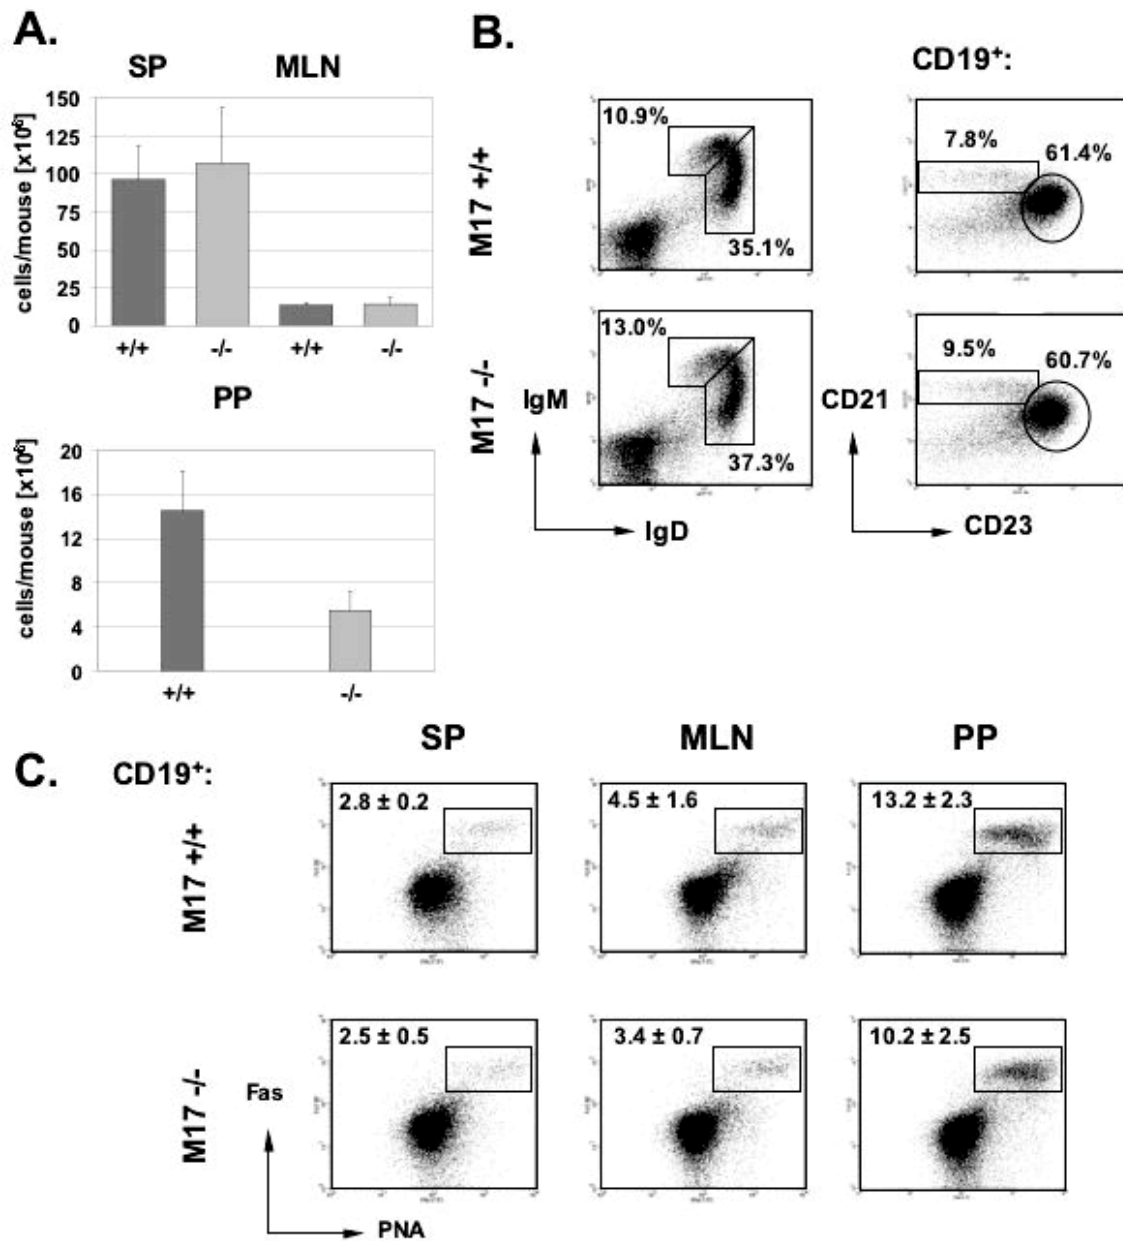 A.
SP MLN
cells/mouse [x10⁶]
150
125
100
75
50
25
0
+/+ -/- +/+ -/-
PP
cells/mouse [x10⁶]
20
16
12
8
4
0
+/+ -/-
B.
CD19⁺:
M17 +/+
10.9%
35.1%
7.8%
61.4%
M17 -/-
13.0%
37.3%
9.5%
60.7%
IgM
IgD
CD21
CD23
C.
CD19⁺:
SP MLN PP
M17 +/+
2.8 ± 0.2
4.5 ± 1.6
13.2 ± 2.3
M17 -/-
2.5 ± 0.5
3.4 ± 0.7
10.2 ± 2.5
Fas
PNA